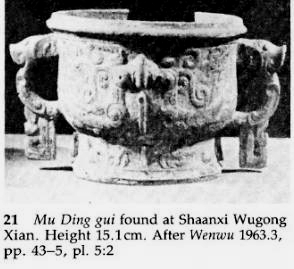 21 Mu Ding gui found at Shaanxi Wugong
Xian. Height 15.1cm. After Wenwu 1963.3,
pp. 43–5, pl. 5:2